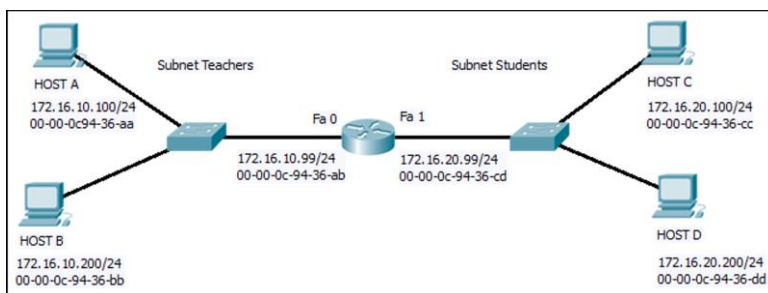 Subnet Teachers
Subnet Students
HOST A
172.16.10.100/24
00-00-0c94-36-aa
HOST C
172.16.20.100/24
00-00-0c-94-36-cc
Fa 0
Fa 1
172.16.10.99/24
00-00-0c-94-36-ab
172.16.20.99/24
00-00-0c-94-36-cd
HOST B
172.16.10.200/24
00-00-0c-94-36-bb
HOST D
172.16.20.200/24
00-00-0c-94-36-dd